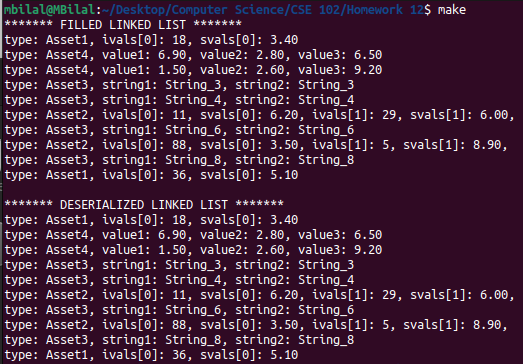 mbilal@MBilal:~/Desktop/Computer Science/CSE 102/Homework 12$ make
******* FILLED LINKED LIST *******
type: Asset1, ivals[0]: 18, svals[0]: 3.40
type: Asset4, value1: 6.90, value2: 2.80, value3: 6.50
type: Asset4, value1: 1.50, value2: 2.60, value3: 9.20
type: Asset3, string1: String_3, string2: String_3
type: Asset3, string1: String_4, string2: String_4
type: Asset2, ivals[0]: 11, svals[0]: 6.20, ivals[1]: 29, svals[1]: 6.00,
type: Asset3, string1: String_6, string2: String_6
type: Asset2, ivals[0]: 88, svals[0]: 3.50, ivals[1]: 5, svals[1]: 8.90,
type: Asset3, string1: String_8, string2: String_8
type: Asset1, ivals[0]: 36, svals[0]: 5.10
******* DESERIALIZED LINKED LIST *******
type: Asset1, ivals[0]: 18, svals[0]: 3.40
type: Asset4, value1: 6.90, value2: 2.80, value3: 6.50
type: Asset4, value1: 1.50, value2: 2.60, value3: 9.20
type: Asset3, string1: String_3, string2: String_3
type: Asset3, string1: String_4, string2: String_4
type: Asset2, ivals[0]: 11, svals[0]: 6.20, ivals[1]: 29, svals[1]: 6.00,
type: Asset3, string1: String_6, string2: String_6
type: Asset2, ivals[0]: 88, svals[0]: 3.50, ivals[1]: 5, svals[1]: 8.90,
type: Asset3, string1: String_8, string2: String_8
type: Asset1, ivals[0]: 36, svals[0]: 5.10